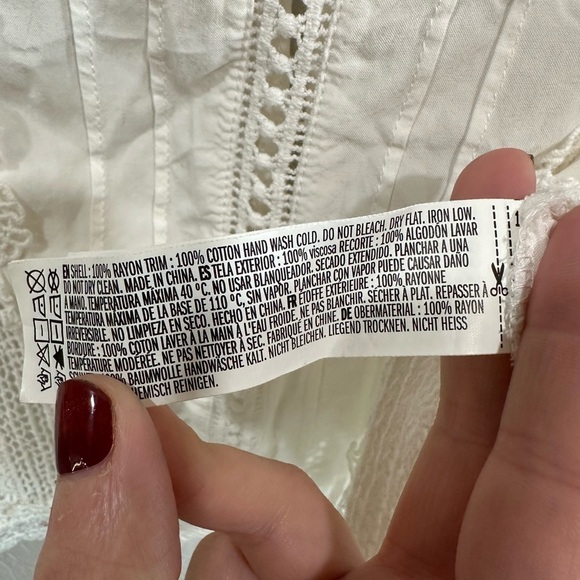 EN SHELL: 100% RAYON TRIM : 100% COTTON HAND WASH COLD. DO NOT BLEACH. DRY FLAT. IRON LOW.
DO NOT DRY CLEAN. MADE IN CHINA. ES TELA EXTERIOR : 100% viscosa RECORTE : 100% ALGODÓN LAVAR
A MANO. TEMPERATURA MÁXIMA 40 ºC. NO USAR BLANQUEADOR. SECADO EXTENDIDO. PLANCHAR A UNA
TEMPERATURA MÁXIMA DE LA BASE DE 110 ºC, SIN VAPOR. PLANCHAR CON VAPOR PUEDE CAUSAR DAÑO
IRREVERSIBLE. NO LIMPIEZA EN SECO. HECHO EN CHINA. FR ÉTOFFE EXTÉRIEURE : 100% RAYONNE
BORDURE : 100% COTON LAVER À LA MAIN À L'EAU FROIDE. NE PAS BLANCHIR. SÉCHER À PLAT. REPASSER À
TEMPÉRATURE MODÉRÉE. NE PAS NETTOYER À SEC. FABRIQUÉ EN CHINE. DE OBERMATERIAL : 100% RAYON
BAUMWOLLE HANDWÄSCHE KALT. NICHT BLEICHEN. LIEGEND TROCKNEN. NICHT HEISS
REINIGEN.
1